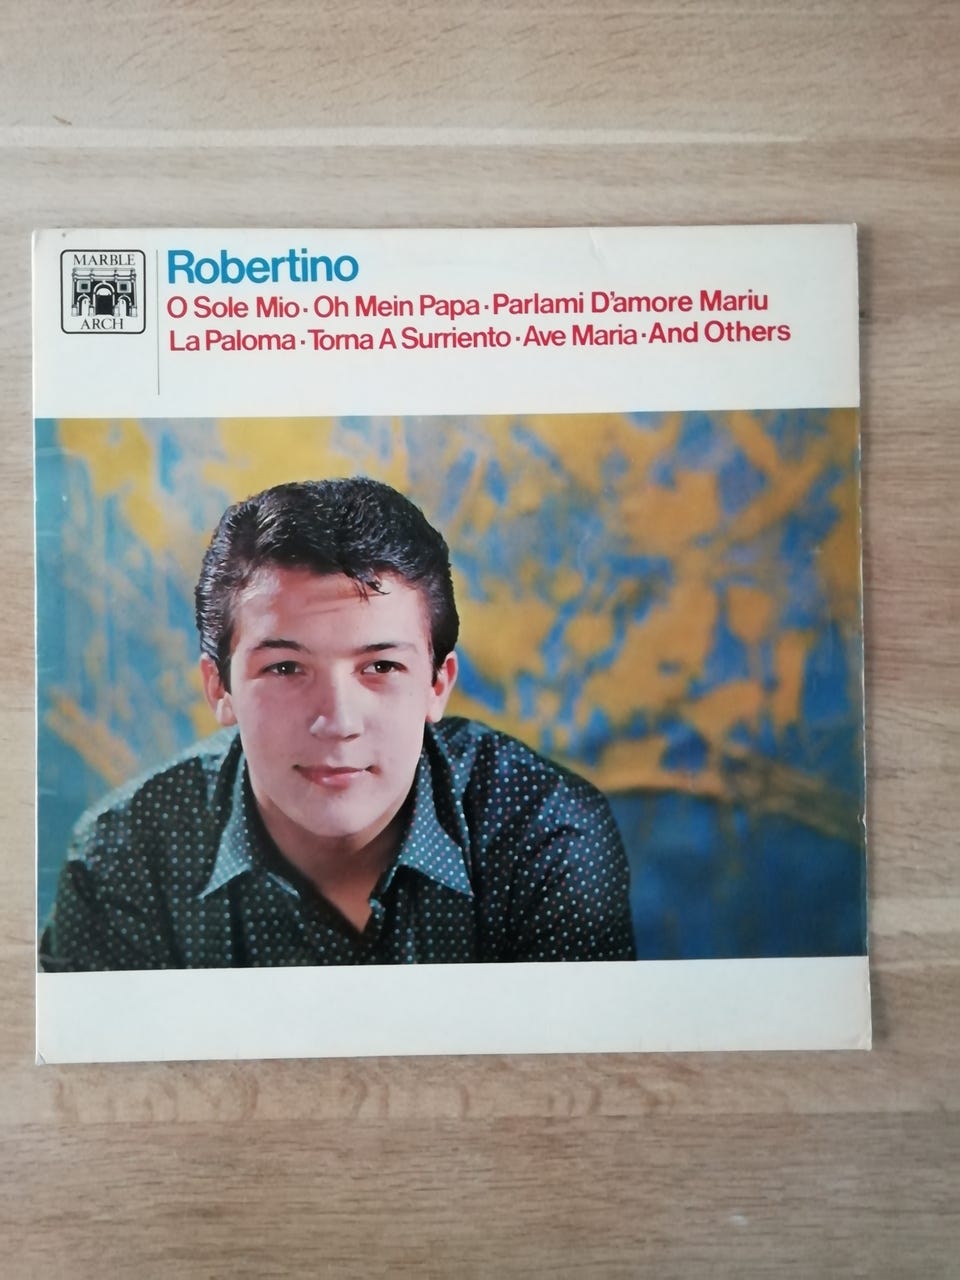 MARBLE
ARCH
Robertino
O Sole Mio · Oh Mein Papa · Parlami D'amore Mariu
La Paloma · Torna A Surriento · Ave Maria · And Others